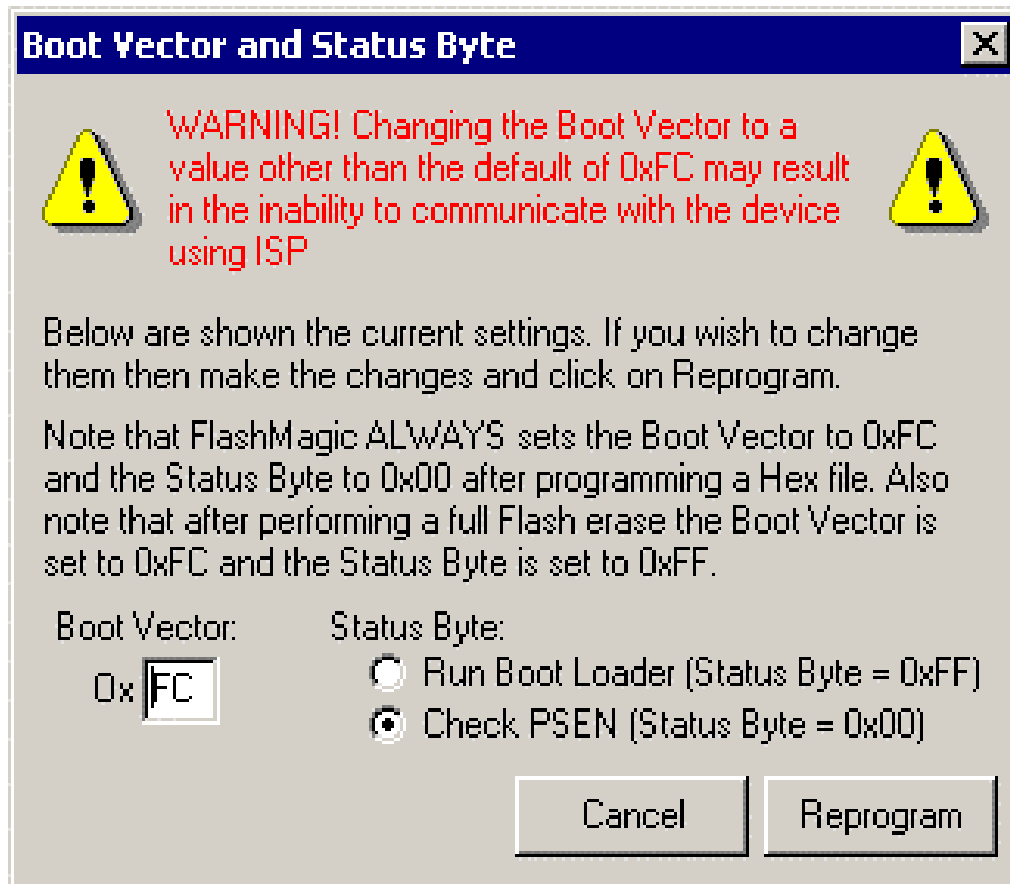 Boot Vector and Status Byte
WARNING! Changing the Boot Vector to a
value other than the default of 0xFC may result
in the inability to communicate with the device
using ISP
Below are shown the current settings. If you wish to change
them then make the changes and click on Reprogram.
Note that FlashMagic ALWAYS sets the Boot Vector to 0xFC
and the Status Byte to 0x00 after programming a Hex file. Also
note that after performing a full Flash erase the Boot Vector is
set to 0xFC and the Status Byte is set to 0xFF.
Boot Vector: Status Byte:
0x FC Run Boot Loader (Status Byte = 0xFF)
Check PSEN (Status Byte = 0x00)
Cancel Reprogram